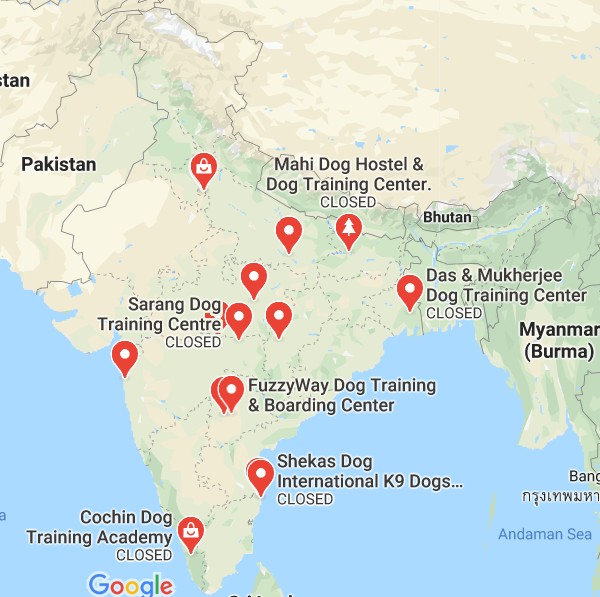 stan
Pakistan
Mahi Dog Hostel &
Dog Training Center.
CLOSED
Bhutan
Das & Mukherjee
Dog Training Center
CLOSED
Sarang Dog
Training Centre
CLOSED
Myanmar
(Burma)
FuzzyWay Dog Training
& Boarding Center
Shekas Dog
International K9 Dogs...
CLOSED
Bang
กรุงเทพมหา
Cochin Dog
Training Academy
CLOSED
Andaman Sea
a
Google